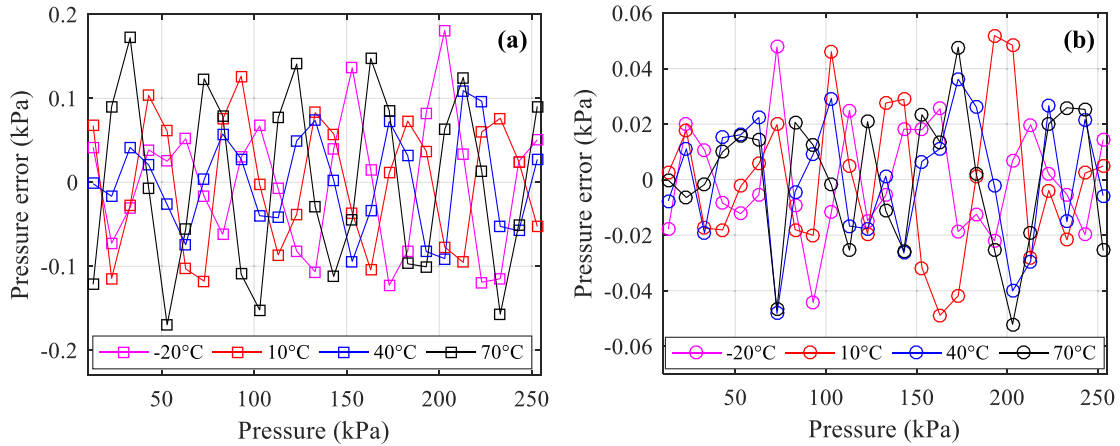 (a)
Pressure error (kPa)
0.2
0.1
0
-0.1
-0.2
-20°C 10°C 40°C 70°C
50 100 150 200 250
Pressure (kPa)
(b)
Pressure error (kPa)
0.06
0.04
0.02
0
-0.02
-0.04
-0.06
-20°C 10°C 40°C 70°C
50 100 150 200 250
Pressure (kPa)